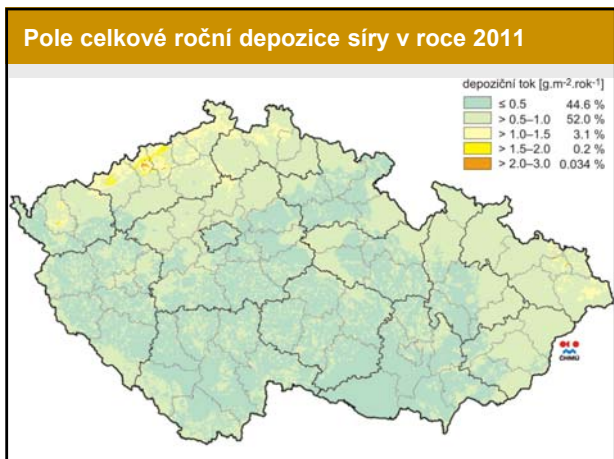 Pole celkové roční depozice síry v roce 2011
depoziční tok [g.m-2.rok-1]
≤ 0.5 44.6 %
> 0.5–1.0 52.0 %
> 1.0–1.5 3.1 %
> 1.5–2.0 0.2 %
> 2.0–3.0 0.034 %
ČHMÚ